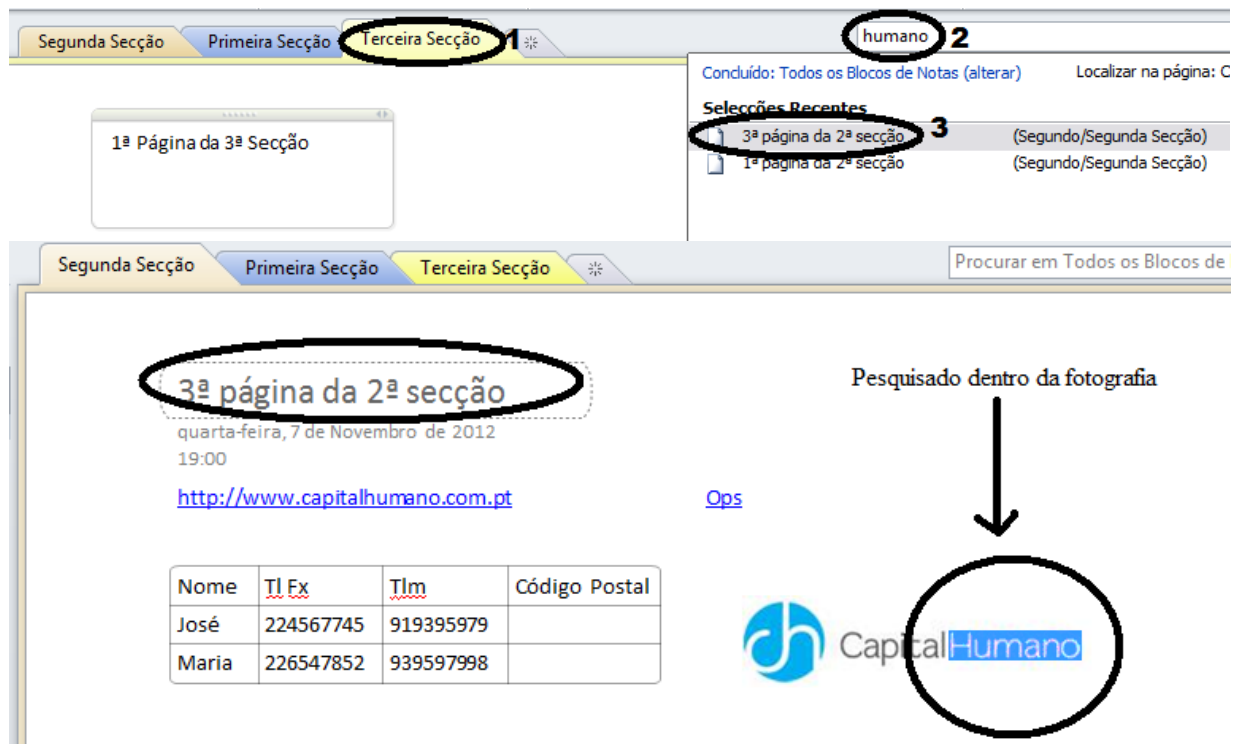 Segunda Secção Primeira Secção Terceira Secção 1
humano 2
Concluído: Todos os Blocos de Notas (alterar) Localizar na página:
Selecções Recentes
3ª página da 2ª secção 3 (Segundo/Segunda Secção)
1ª página da 2ª secção (Segundo/Segunda Secção)
1ª Página da 3ª Secção
Segunda Secção Primeira Secção Terceira Secção
Procurar em Todos os Blocos de
3ª página da 2ª secção
quarta-feira, 7 de Novembro de 2012
19:00
http://www.capitalhumano.com.pt Ops
Pesquisado dentro da fotografia
Nome Tl Fx Tlm Código Postal
José 224567745 919395979
Maria 226547852 939597998
ch CapitalHumano